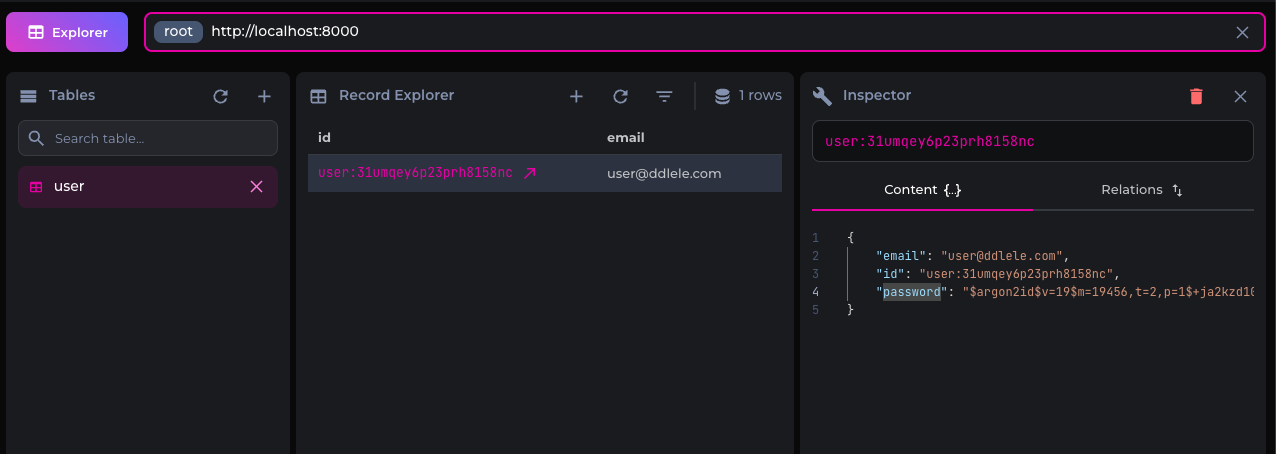 Explorer
root http://localhost:8000
Tables
Search table...
user
Record Explorer
1 rows
id email
user:31umqey6p23prh8158nc user@ddlele.com
Inspector
user:31umqey6p23prh8158nc
Content {...} Relations
1 {
2 "email": "user@ddlele.com",
3 "id": "user:31umqey6p23prh8158nc",
4 "password": "$argon2id$v=19$m=19456,t=2,p=1$+ja2kzd10
5 }